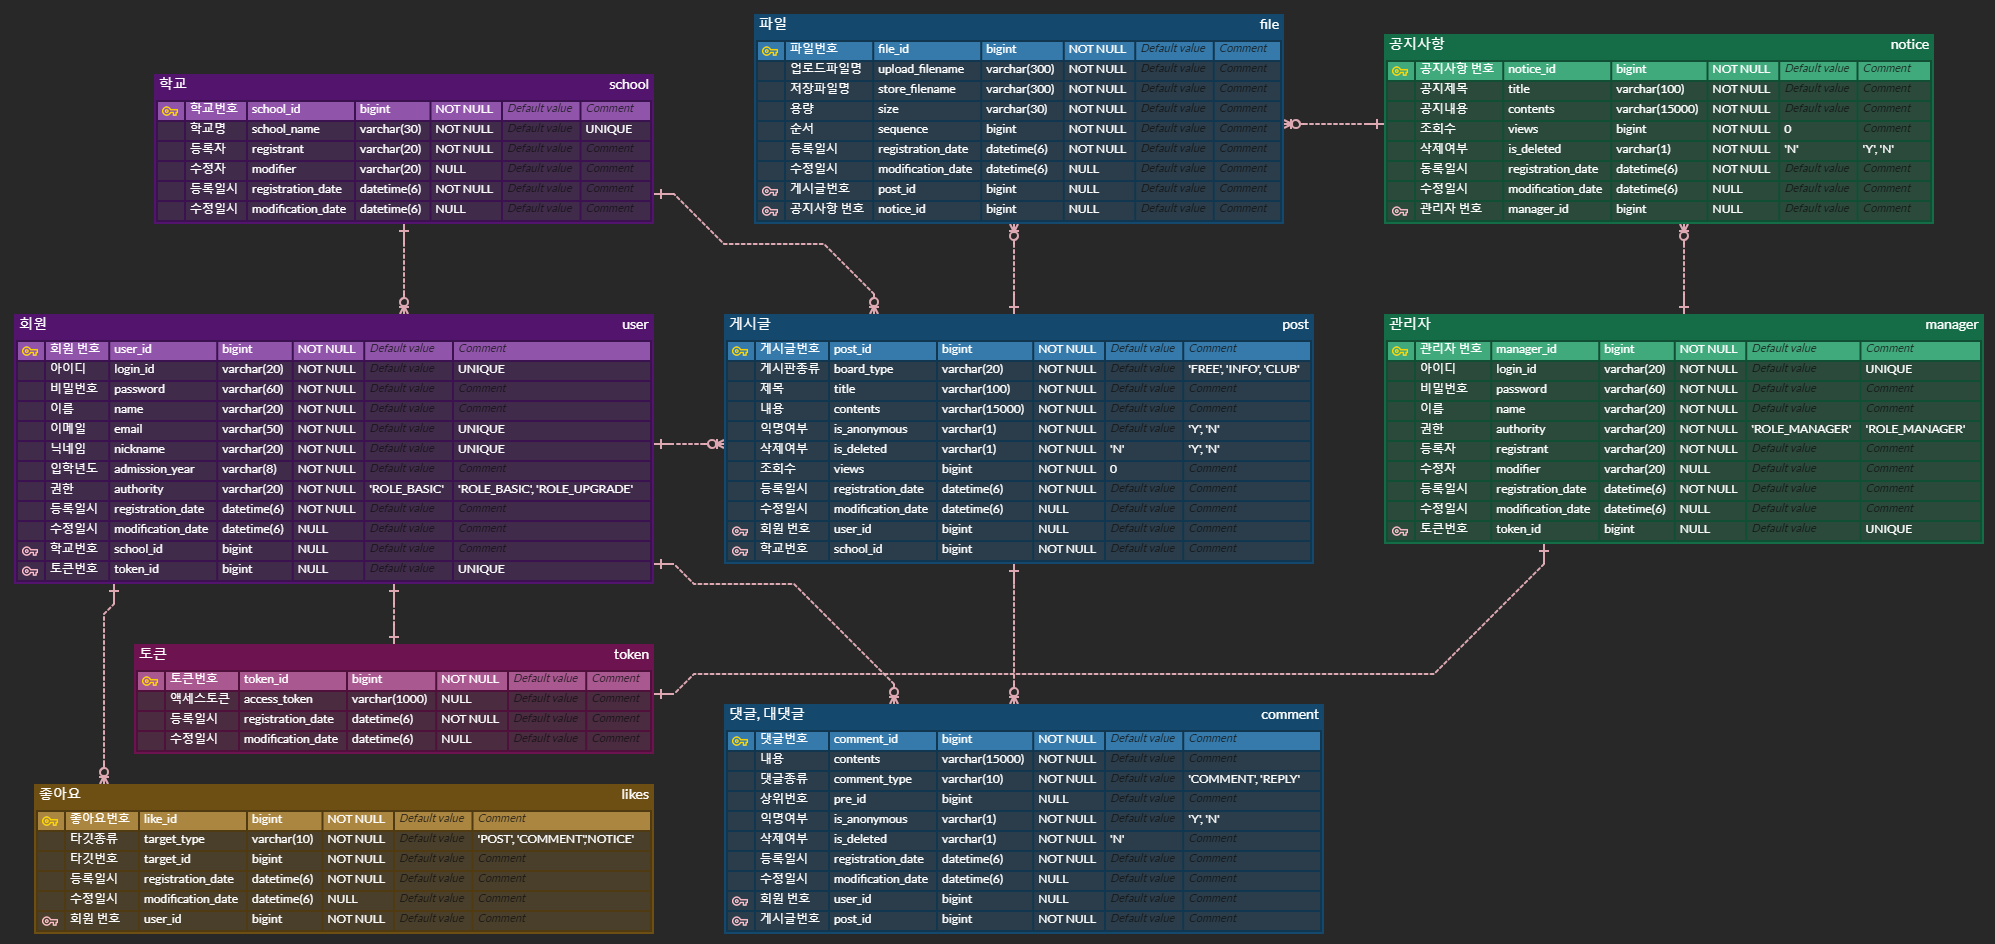 파일 file
파일번호 file_id bigint NOT NULL Default value Comment
업로드파일명 upload_filename varchar(300) NOT NULL Default value Comment
저장파일명 store_filename varchar(300) NOT NULL Default value Comment
용량 size varchar(30) NOT NULL Default value Comment
순서 sequence bigint NOT NULL Default value Comment
등록일시 registration_date datetime(6) NOT NULL Default value Comment
수정일시 modification_date datetime(6) NULL Default value Comment
게시글번호 post_id bigint NULL Default value Comment
공지사항 번호 notice_id bigint NULL Default value Comment
공지사항 notice
공지사항 번호 notice_id bigint NOT NULL Default value Comment
공지제목 title varchar(100) NOT NULL Default value Comment
공지내용 contents varchar(15000) NOT NULL Default value Comment
조회수 views bigint NOT NULL 0 Comment
삭제여부 is_deleted varchar(1) NOT NULL 'N' 'Y', 'N'
등록일시 registration_date datetime(6) NOT NULL Default value Comment
수정일시 modification_date datetime(6) NULL Default value Comment
관리자 번호 manager_id bigint NULL Default value Comment
학교 school
학교번호 school_id bigint NOT NULL Default value Comment
학교명 school_name varchar(30) NOT NULL Default value UNIQUE
등록자 registrant varchar(20) NOT NULL Default value Comment
수정자 modifier varchar(20) NULL Default value Comment
등록일시 registration_date datetime(6) NOT NULL Default value Comment
수정일시 modification_date datetime(6) NULL Default value Comment
회원 user
회원 번호 user_id bigint NOT NULL Default value Comment
아이디 login_id varchar(20) NOT NULL Default value UNIQUE
비밀번호 password varchar(60) NOT NULL Default value Comment
이름 name varchar(20) NOT NULL Default value Comment
이메일 email varchar(50) NOT NULL Default value UNIQUE
닉네임 nickname varchar(20) NOT NULL Default value UNIQUE
입학년도 admission_year varchar(8) NOT NULL Default value Comment
권한 authority varchar(20) NOT NULL 'ROLE_BASIC' 'ROLE_BASIC', 'ROLE_UPGRADE'
등록일시 registration_date datetime(6) NOT NULL Default value Comment
수정일시 modification_date datetime(6) NULL Default value Comment
학교번호 school_id bigint NULL Default value Comment
토큰번호 token_id bigint NULL Default value UNIQUE
게시글 post
게시글번호 post_id bigint NOT NULL Default value Comment
게시판종류 board_type varchar(20) NOT NULL Default value 'FREE', 'INFO', 'CLUB'
제목 title varchar(100) NOT NULL Default value Comment
내용 contents varchar(15000) NOT NULL Default value Comment
익명여부 is_anonymous varchar(1) NOT NULL Default value 'Y', 'N'
삭제여부 is_deleted varchar(1) NOT NULL 'N' 'Y', 'N'
조회수 views bigint NOT NULL 0 Comment
등록일시 registration_date datetime(6) NOT NULL Default value Comment
수정일시 modification_date datetime(6) NULL Default value Comment
회원 번호 user_id bigint NULL Default value Comment
학교번호 school_id bigint NOT NULL Default value Comment
관리자 manager
관리자 번호 manager_id bigint NOT NULL Default value Comment
아이디 login_id varchar(20) NOT NULL Default value UNIQUE
비밀번호 password varchar(60) NOT NULL Default value Comment
이름 name varchar(20) NOT NULL Default value Comment
권한 authority varchar(20) NOT NULL 'ROLE_MANAGER' 'ROLE_MANAGER'
등록자 registrant varchar(20) NOT NULL Default value Comment
수정자 modifier varchar(20) NULL Default value Comment
등록일시 registration_date datetime(6) NOT NULL Default value Comment
수정일시 modification_date datetime(6) NULL Default value Comment
토큰번호 token_id bigint NULL Default value UNIQUE
토큰 token
토큰번호 token_id bigint NOT NULL Default value Comment
액세스토큰 access_token varchar(1000) NULL Default value Comment
등록일시 registration_date datetime(6) NOT NULL Default value Comment
수정일시 modification_date datetime(6) NULL Default value Comment
좋아요 likes
좋아요번호 like_id bigint NOT NULL Default value Comment
타깃종류 target_type varchar(10) NOT NULL Default value 'POST', 'COMMENT','NOTICE'
타깃번호 target_id bigint NOT NULL Default value Comment
등록일시 registration_date datetime(6) NOT NULL Default value Comment
수정일시 modification_date datetime(6) NULL Default value Comment
회원 번호 user_id bigint NOT NULL Default value Comment
댓글, 대댓글 comment
댓글번호 comment_id bigint NOT NULL Default value Comment
내용 contents varchar(15000) NOT NULL Default value Comment
댓글종류 comment_type varchar(10) NOT NULL Default value 'COMMENT', 'REPLY'
상위번호 pre_id bigint NULL Default value Comment
익명여부 is_anonymous varchar(1) NOT NULL Default value 'Y', 'N'
삭제여부 is_deleted varchar(1) NOT NULL 'N' Comment
등록일시 registration_date datetime(6) NOT NULL Default value Comment
수정일시 modification_date datetime(6) NULL Default value Comment
회원 번호 user_id bigint NULL Default value Comment
게시글번호 post_id bigint NOT NULL Default value Comment